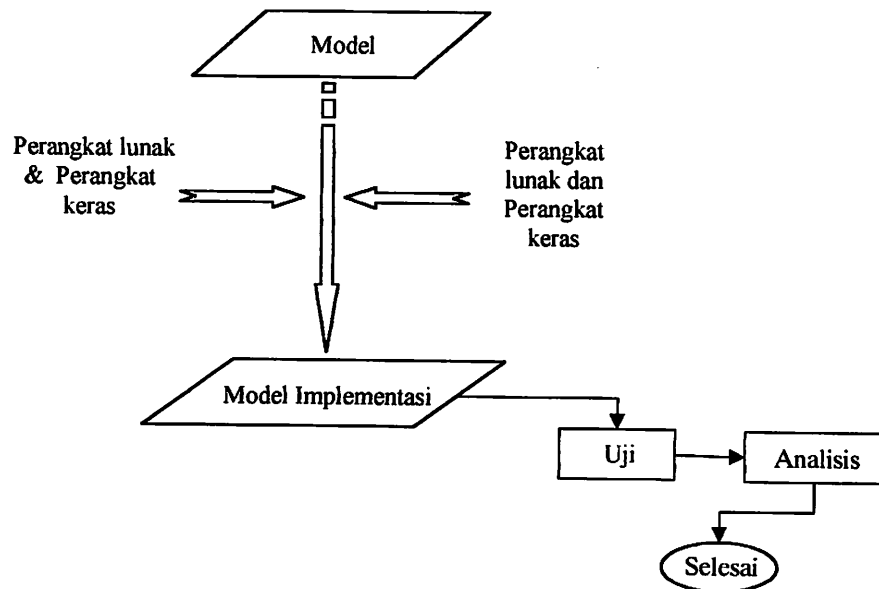 Model
Perangkat lunak
& Perangkat
keras
Perangkat
lunak dan
Perangkat
keras
Model Implementasi
Uji
Analisis
Selesai